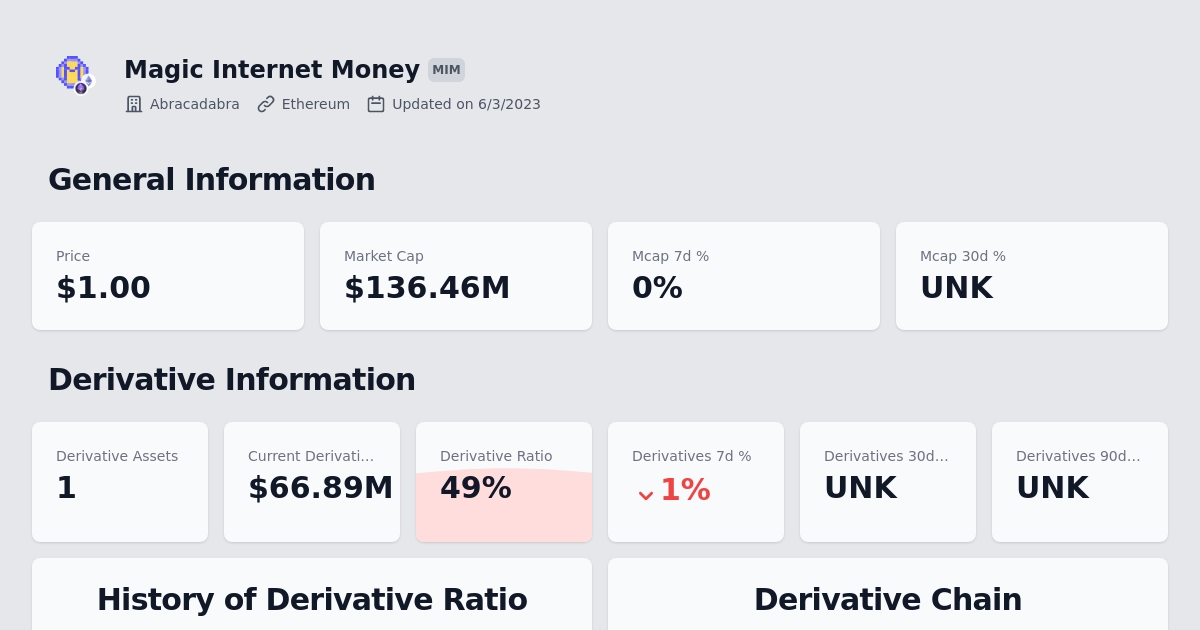 Magic Internet Money MIM
Abracadabra Ethereum Updated on 6/3/2023
General Information
Price
$1.00
Market Cap
$136.46M
Mcap 7d %
0%
Mcap 30d %
UNK
Derivative Information
Derivative Assets
1
Current Derivati...
$66.89M
Derivative Ratio
49%
Derivatives 7d %
1%
Derivatives 30d...
UNK
Derivatives 90d...
UNK
History of Derivative Ratio
Derivative Chain